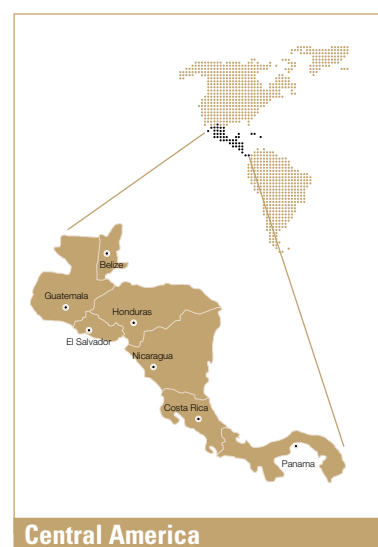 Belize
Guatemala
Honduras
El Salvador
Nicaragua
Costa Rica
Panama
Central America